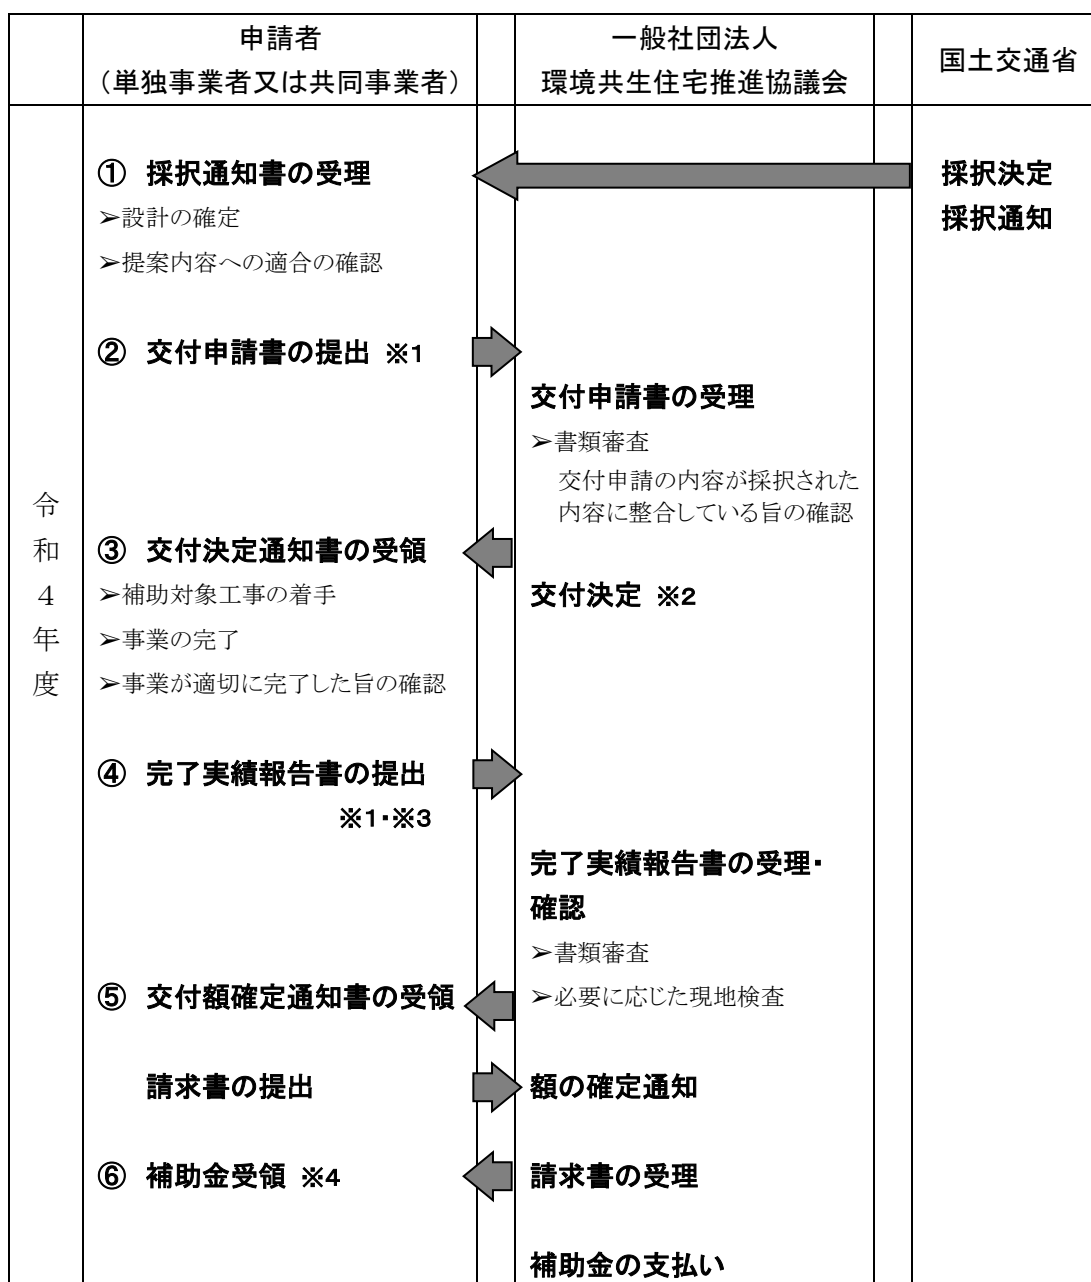 申請者
(単独事業者又は共同事業者)
一般社団法人
環境共生住宅推進協議会
国土交通省
令和4年度
① 採択通知書の受理
➢設計の確定
➢提案内容への適合の確認
採択決定
採択通知
② 交付申請書の提出 ※1
交付申請書の受理
➢書類審査
交付申請の内容が採択された
内容に整合している旨の確認
③ 交付決定通知書の受領
➢補助対象工事の着手
交付決定 ※2
➢事業の完了
➢事業が適切に完了した旨の確認
④ 完了実績報告書の提出
※1・※3
完了実績報告書の受理・
確認
➢書類審査
➢必要に応じた現地検査
⑤ 交付額確定通知書の受領
請求書の提出
額の確定通知
⑥ 補助金受領 ※4
請求書の受理
補助金の支払い